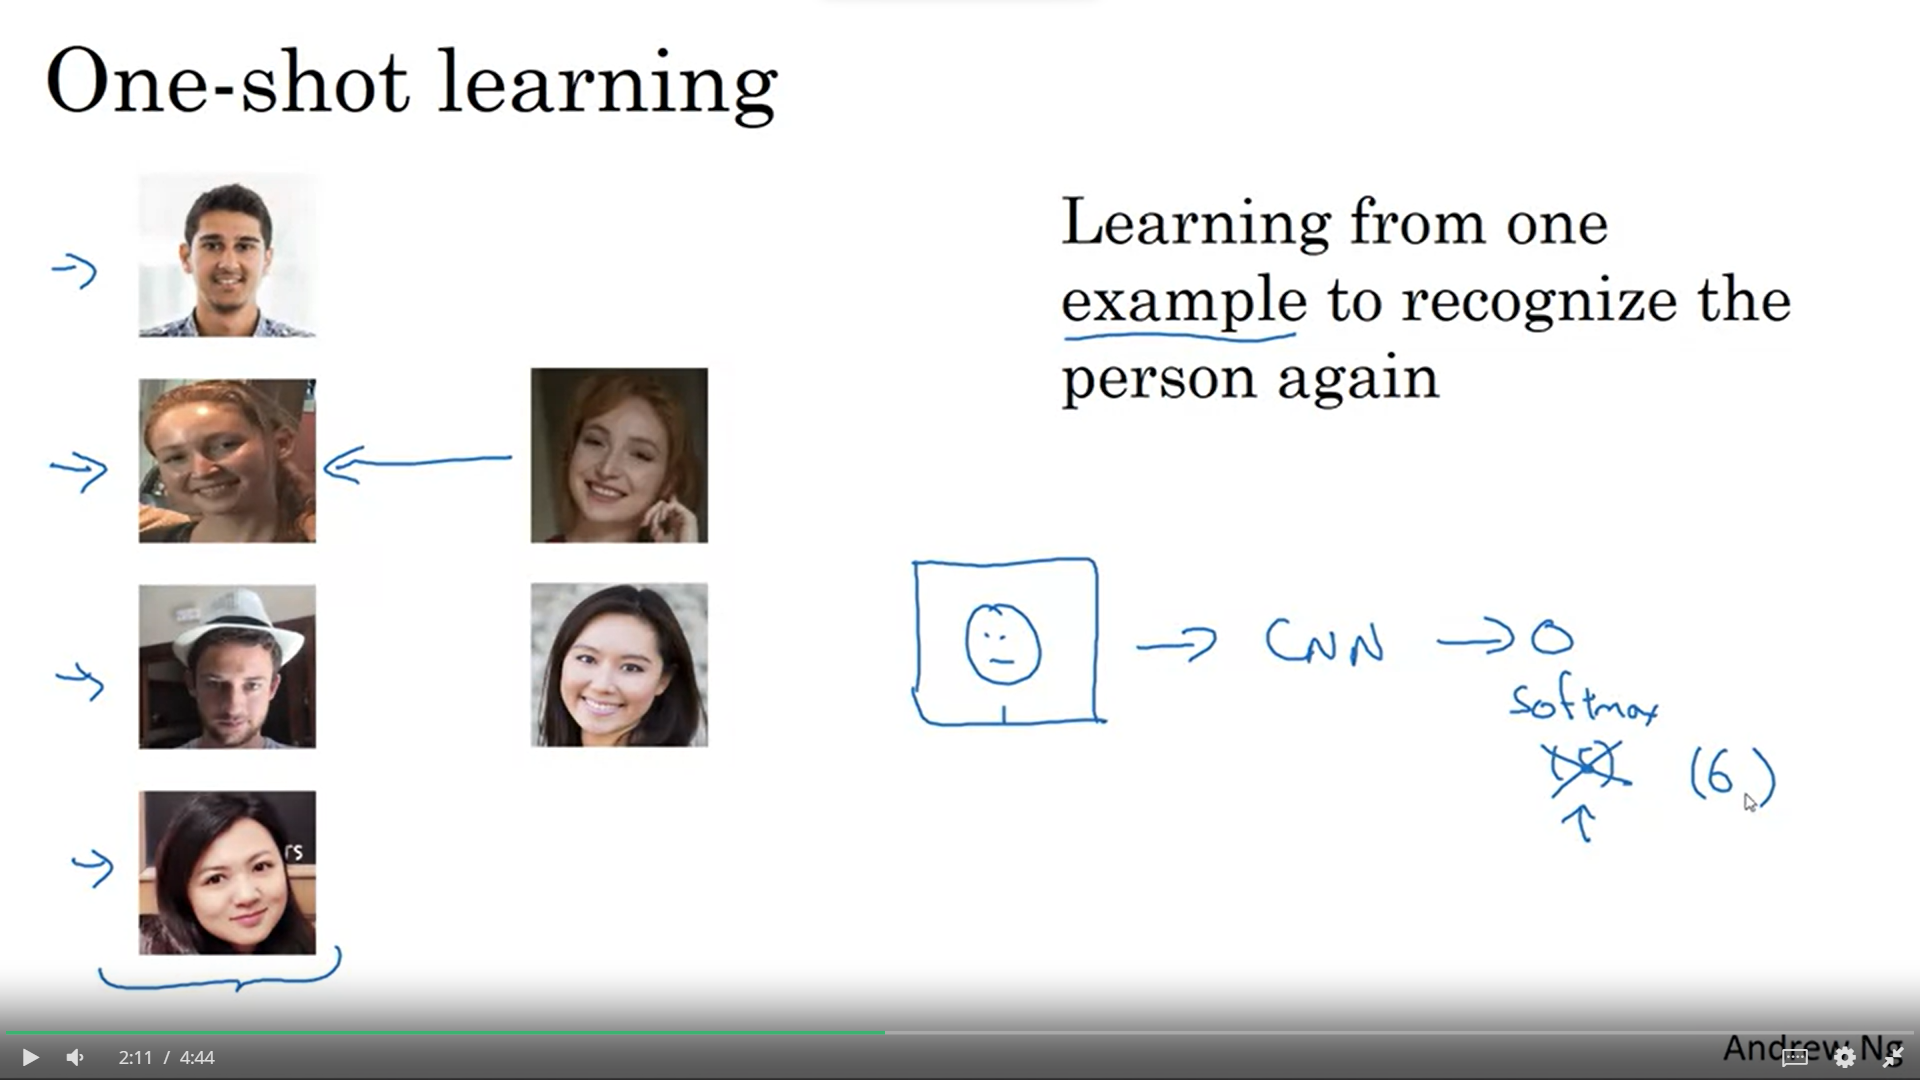 One-shot learning
Learning from one
example to recognize the
person again
CNN
softmax
(6)
rs
2:11 / 4:44
Andrew Ng